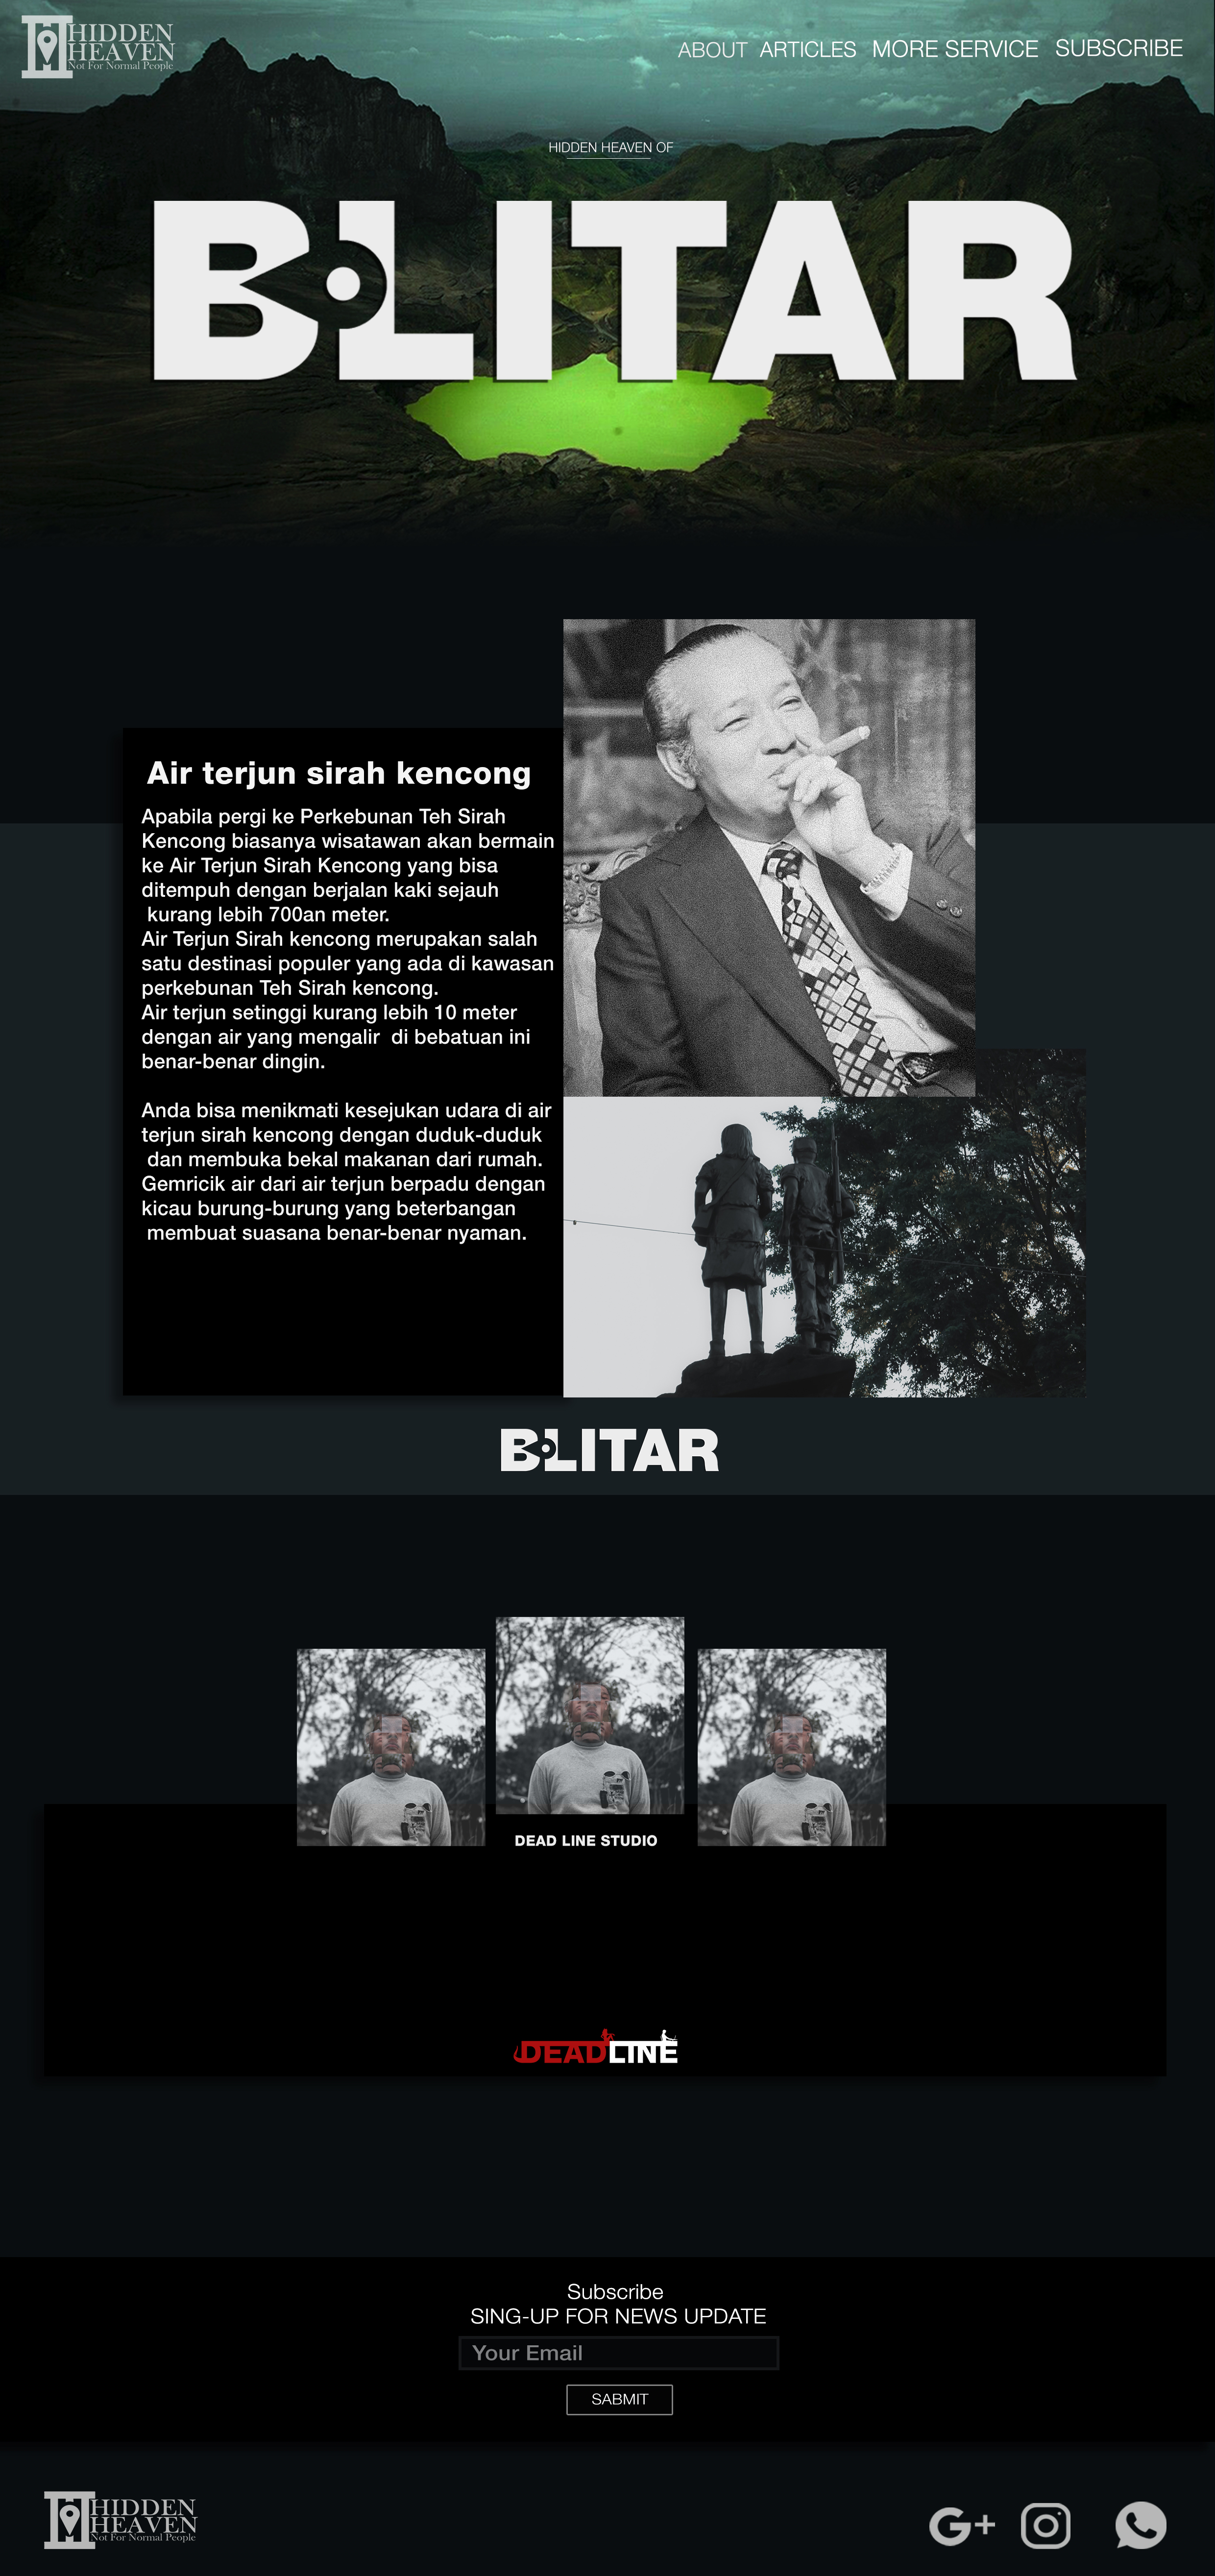 HIDDEN
HEAVEN
Not For Normal People
ABOUT ARTICLES MORE SERVICE SUBSCRIBE
HIDDEN HEAVEN OF
BLITAR
Air terjun sirah kencong
Apabila pergi ke Perkebunan Teh Sirah
Kencong biasanya wisatawan akan bermain
ke Air Terjun Sirah Kencong yang bisa
ditempuh dengan berjalan kaki sejauh
kurang lebih 700an meter.
Air Terjun Sirah kencong merupakan salah
satu destinasi populer yang ada di kawasan
perkebunan Teh Sirah kencong.
Air terjun setinggi kurang lebih 10 meter
dengan air yang mengalir di bebatuan ini
benar-benar dingin.
Anda bisa menikmati kesejukan udara di air
terjun sirah kencong dengan duduk-duduk
dan membuka bekal makanan dari rumah.
Gemricik air dari air terjun berpadu dengan
kicau burung-burung yang beterbangan
membuat suasana benar-benar nyaman.
BLITAR
DEAD LINE STUDIO
DEADLINE
Subscribe
SING-UP FOR NEWS UPDATE
Your Email
SABMIT
HIDDEN
HEAVEN
Not For Normal People
G+